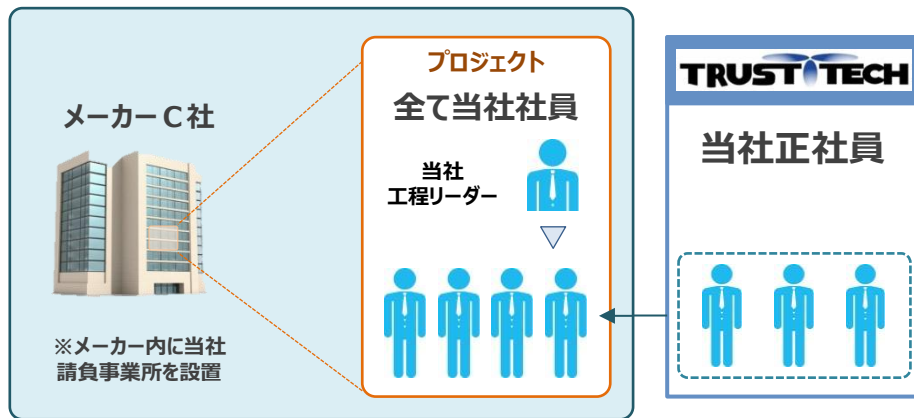 メーカーC社
※メーカー内に当社
請負事業所を設置
プロジェクト
全て当社社員
当社
工程リーダー
TRUST TECH
当社正社員